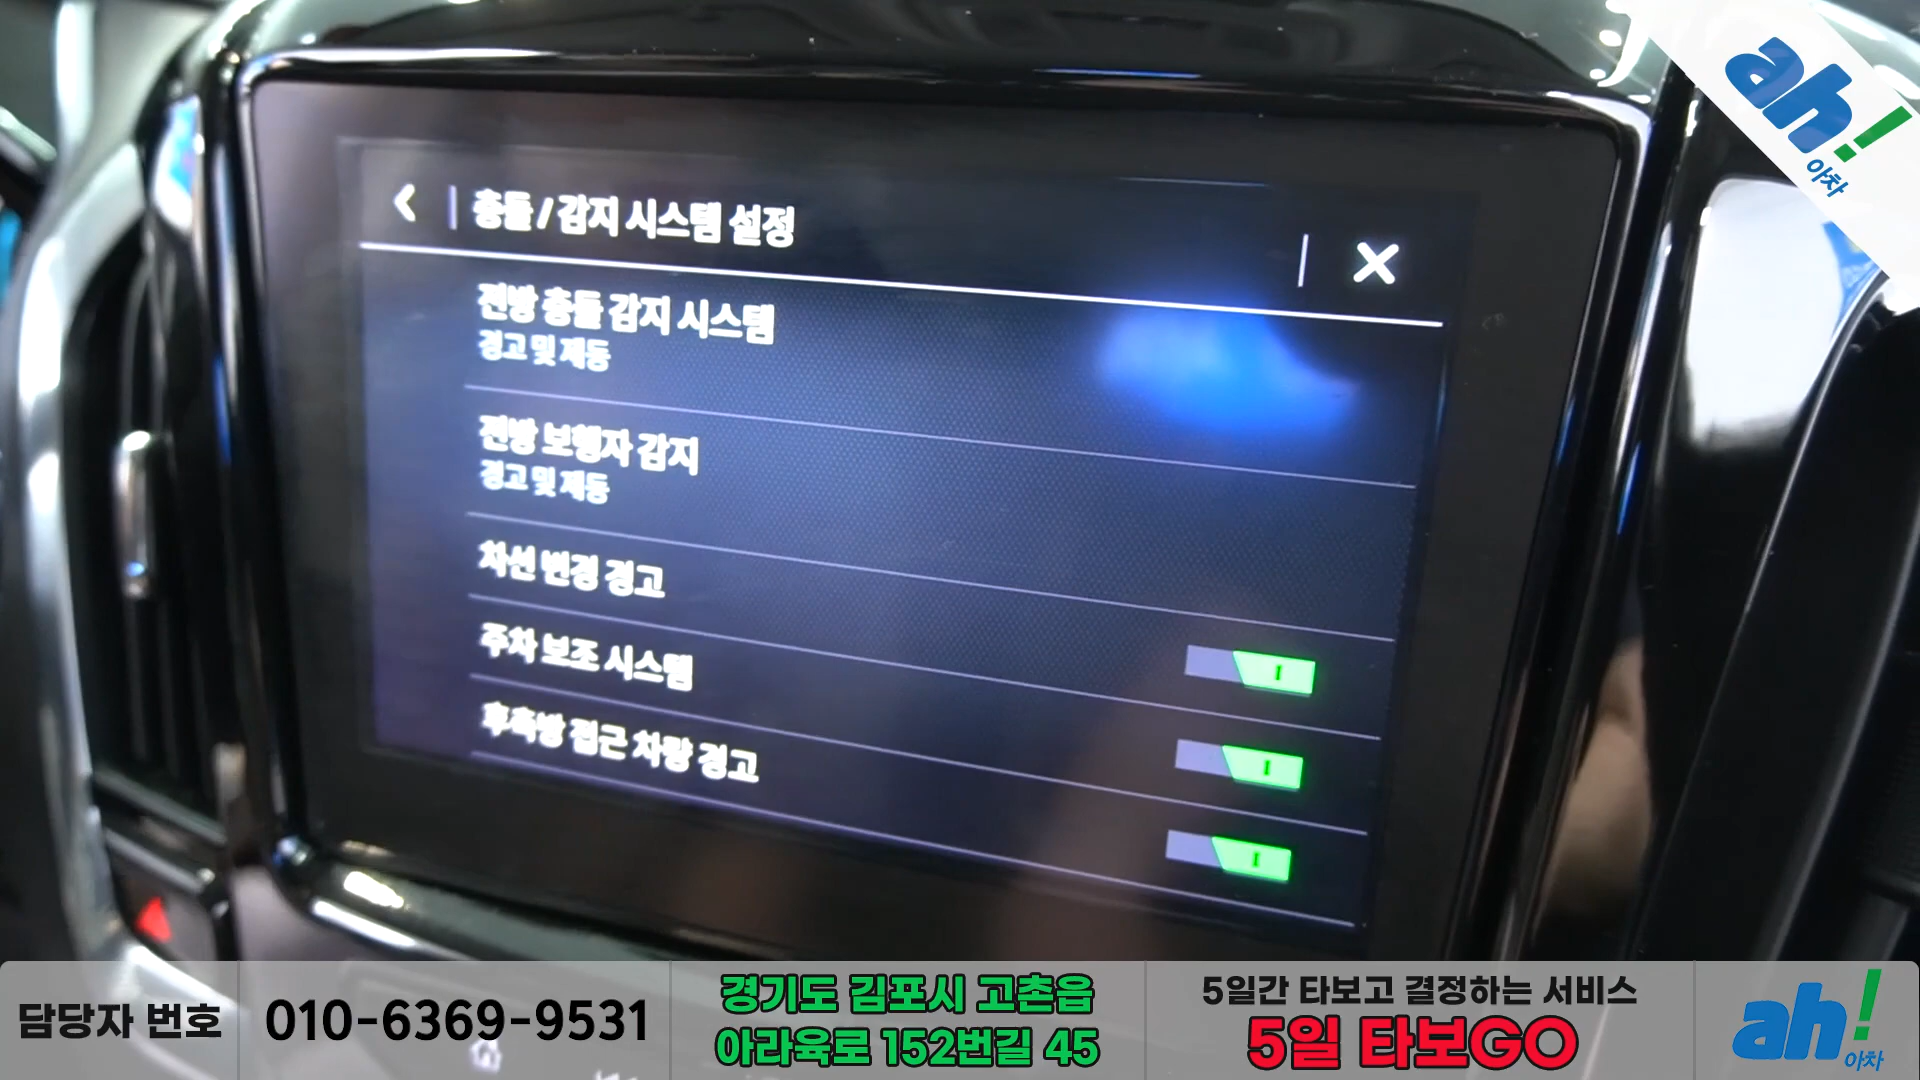 ah!
아차
충돌 / 감지 시스템 설정
전방 충돌 감지 시스템
경고 및 제동
전방 보행자 감지
경고 및 제동
차선 변경 경고
주차 보조 시스템
후측방 접근 차량 경고
담당자 번호
010-6369-9531
경기도 김포시 고촌읍
아라육로 152번길 45
5일간 타보고 결정하는 서비스
5일 타보GO
ah!
아차